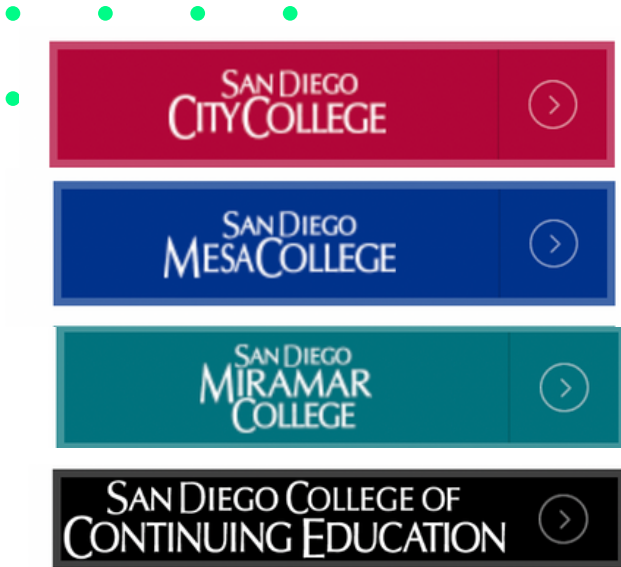 San Diego
City College
San Diego
Mesa College
San Diego
Miramar
College
San Diego College of
Continuing Education